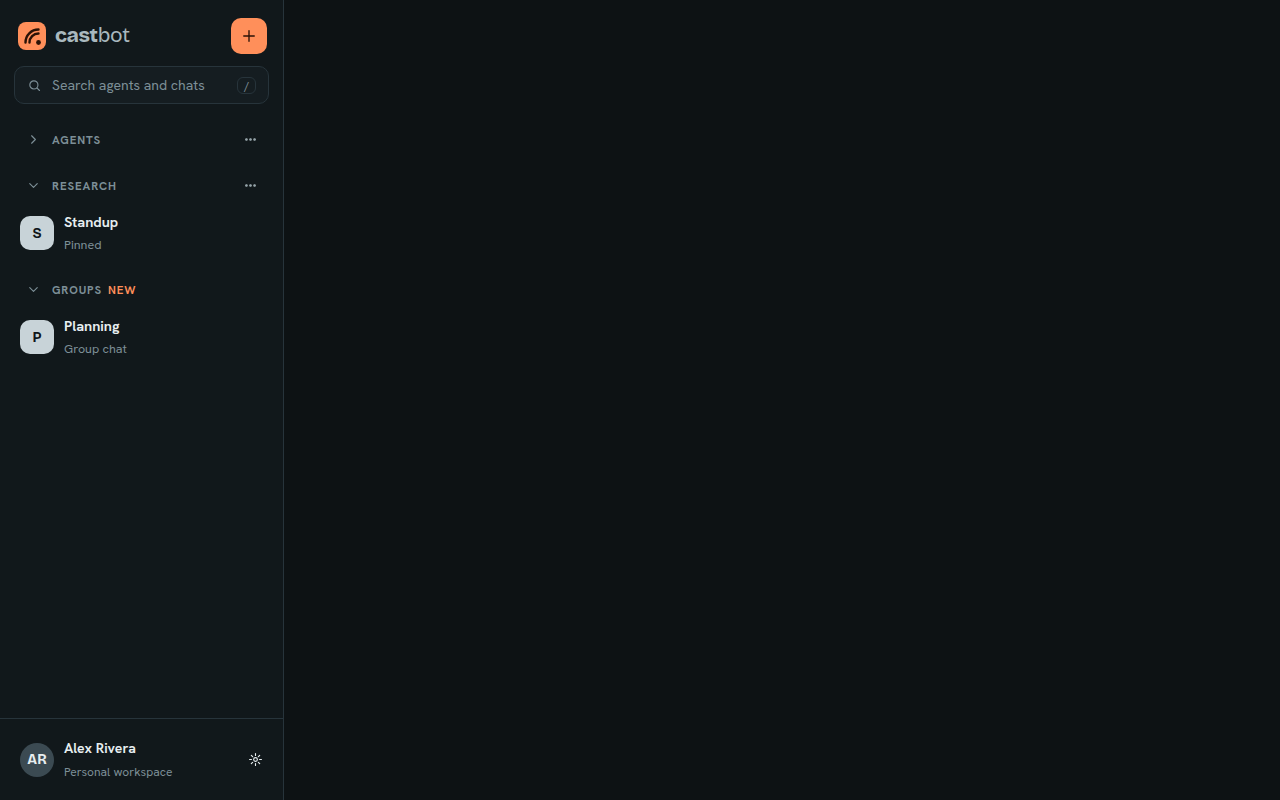 castbot
Search agents and chats /
AGENTS
RESEARCH
S
Standup
Pinned
GROUPS NEW
P
Planning
Group chat
AR
Alex Rivera
Personal workspace